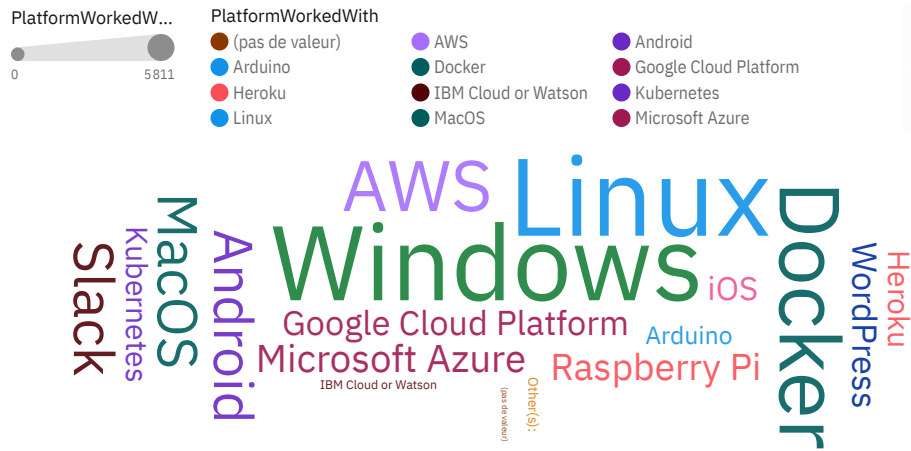 PlatformWorkedW...
0
5811
PlatformWorkedWith
(pas de valeur)
AWS
Android
Arduino
Docker
Google Cloud Platform
Heroku
IBM Cloud or Watson
Kubernetes
Linux
MacOS
Microsoft Azure
Slack
Kubernetes
MacOS
Android
AWS
Linux
Windows
iOS
Google Cloud Platform
Arduino
Microsoft Azure
Raspberry Pi
IBM Cloud or Watson
(pas de valeur)
Other(s):
Docker
WordPress
Heroku